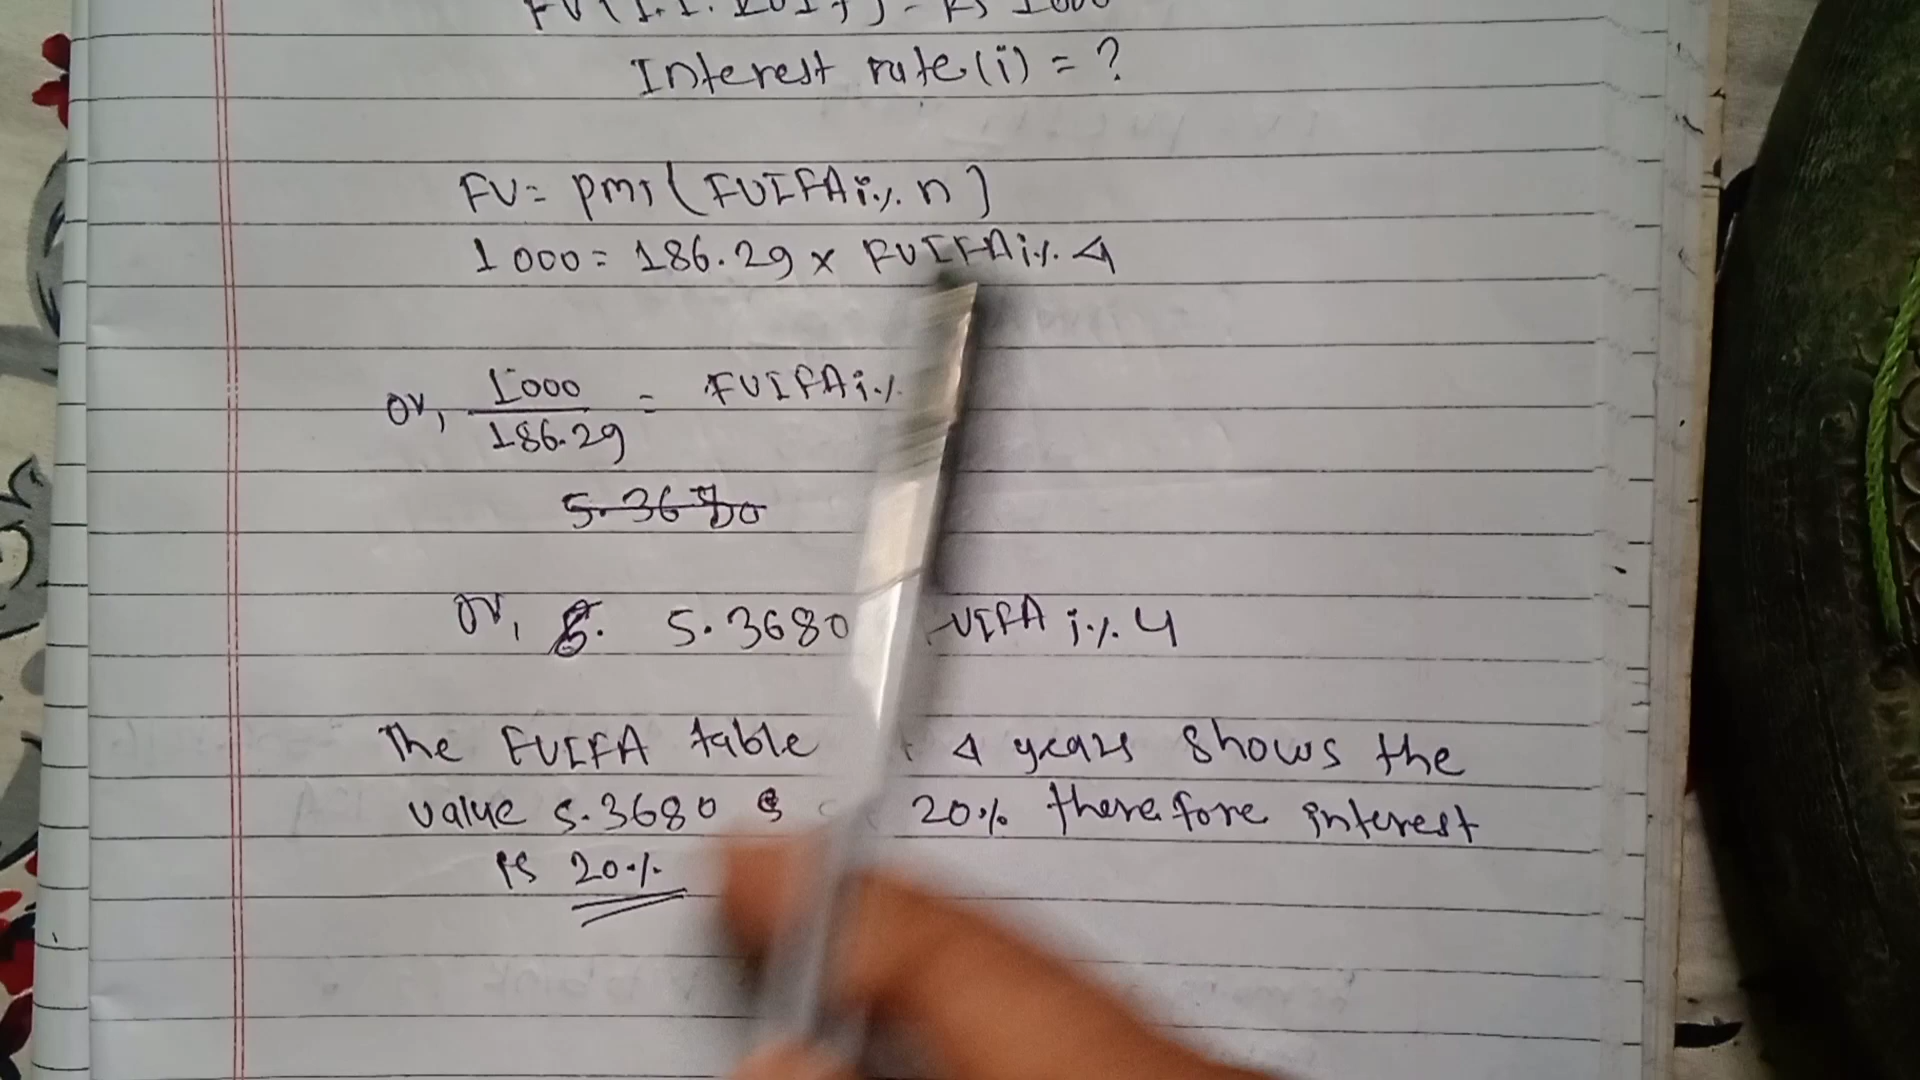 Interest rate (i) = ?
FV = pmt (FVIFA i% n)
1000 = 186.29 x FVIFA i% 4
or, 1000 / 186.29 = FVIFA i%
5.3680
or, 5.3680 VIFA i% 4
The FVIFA table 4 years shows the
value 5.3680 20% therefore interest
is 20%